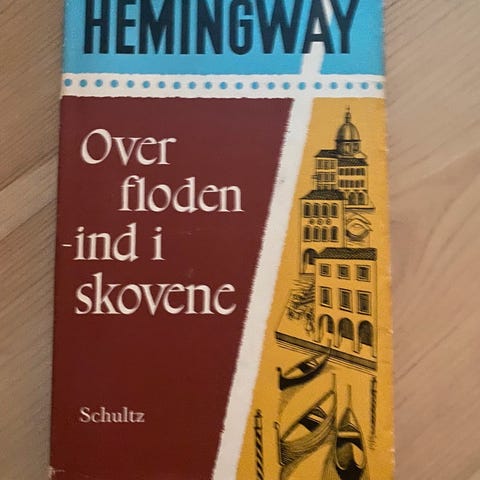 HEMINGWAY
Over
floden
-ind i
skovene
Schultz